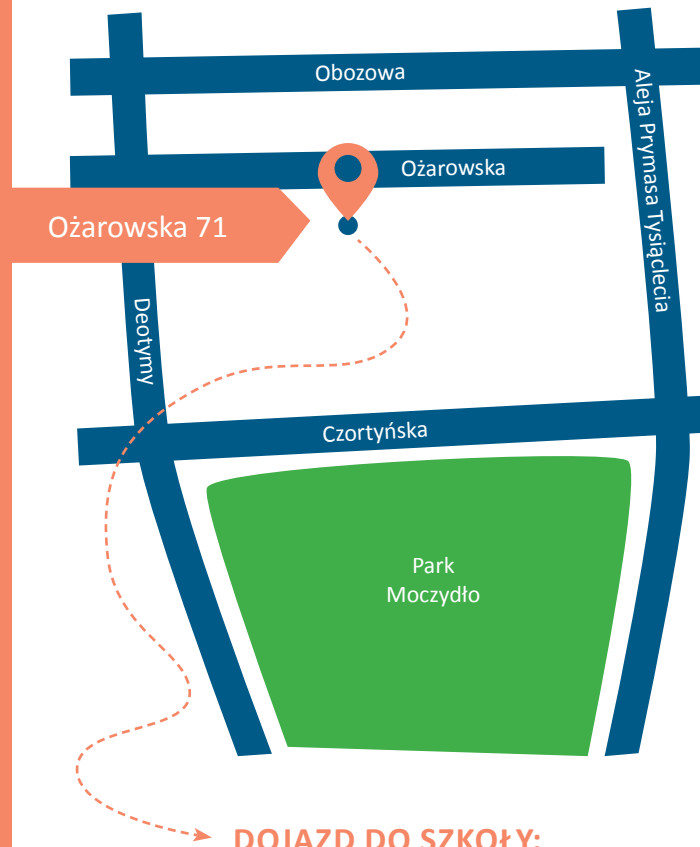 Obozowa
Aleja Prymasa Tysiąclecia
Ożarowska
Ożarowska 71
Deotymy
Czortyńska
Park
Moczydło
DOJAZD DO SZKOŁY: